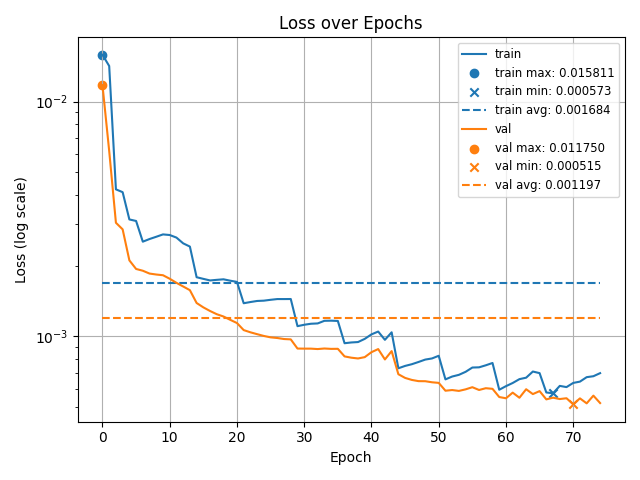 Loss over Epochs
Loss (log scale)
10⁻²
10⁻³
train
train max: 0.015811
train min: 0.000573
train avg: 0.001684
val
val max: 0.011750
val min: 0.000515
val avg: 0.001197
0 10 20 30 40 50 60 70
Epoch